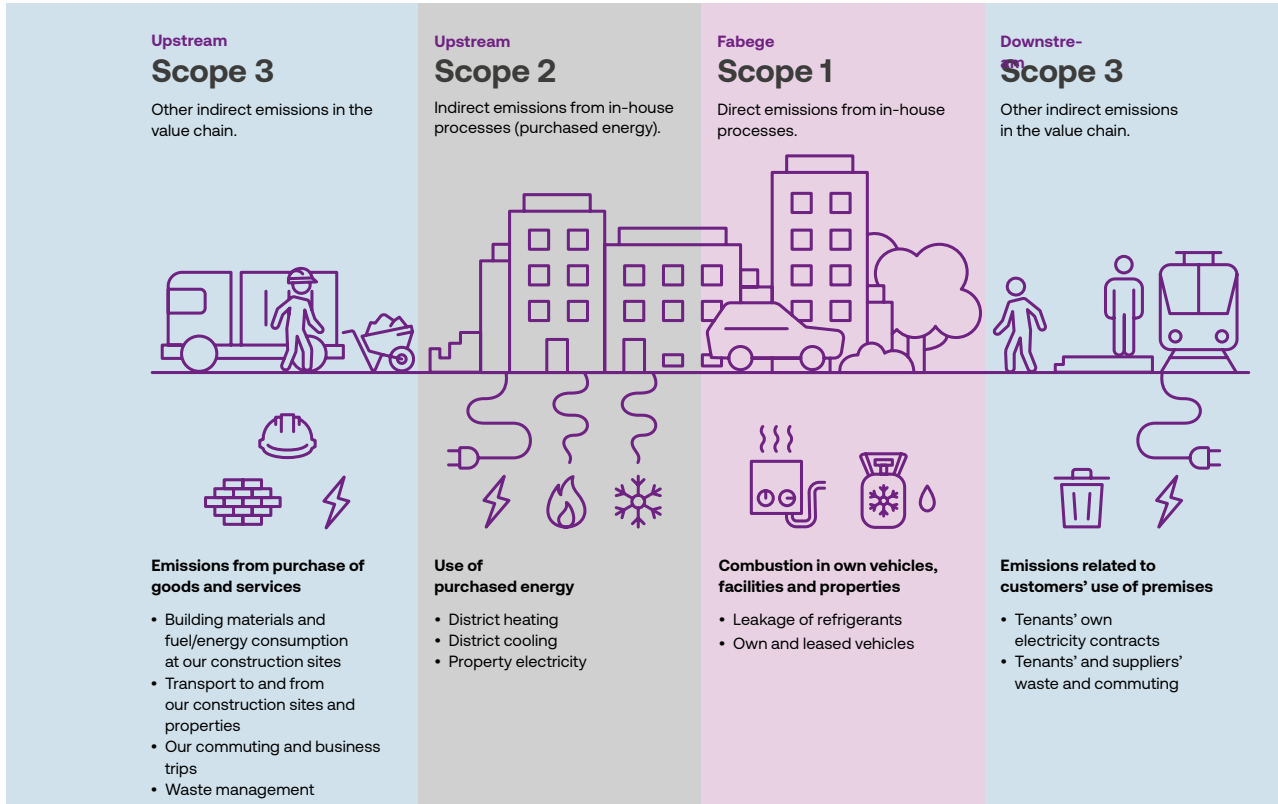 Upstream
Scope 3
Other indirect emissions in the
value chain.
Emissions from purchase of
goods and services
• Building materials and
fuel/energy consumption
at our construction sites
• Transport to and from
our construction sites and
properties
• Our commuting and business
trips
• Waste management
Upstream
Scope 2
Indirect emissions from in-house
processes (purchased energy).
Use of
purchased energy
• District heating
• District cooling
• Property electricity
Fabege
Scope 1
Direct emissions from in-house
processes.
Combustion in own vehicles,
facilities and properties
• Leakage of refrigerants
• Own and leased vehicles
Downstre-
am
Scope 3
Other indirect emissions
in the value chain.
Emissions related to
customers’ use of premises
• Tenants’ own
electricity contracts
• Tenants’ and suppliers’
waste and commuting